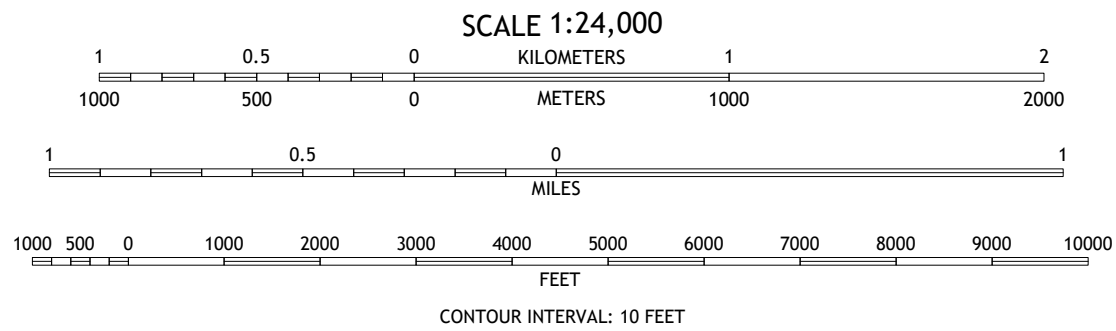 SCALE 1:24,000
1 0.5 0 KILOMETERS 1 2
1000 500 0 METERS 1000 2000
1 0.5 0 1
MILES
1000 500 0 1000 2000 3000 4000 5000 6000 7000 8000 9000 10000
FEET
CONTOUR INTERVAL: 10 FEET